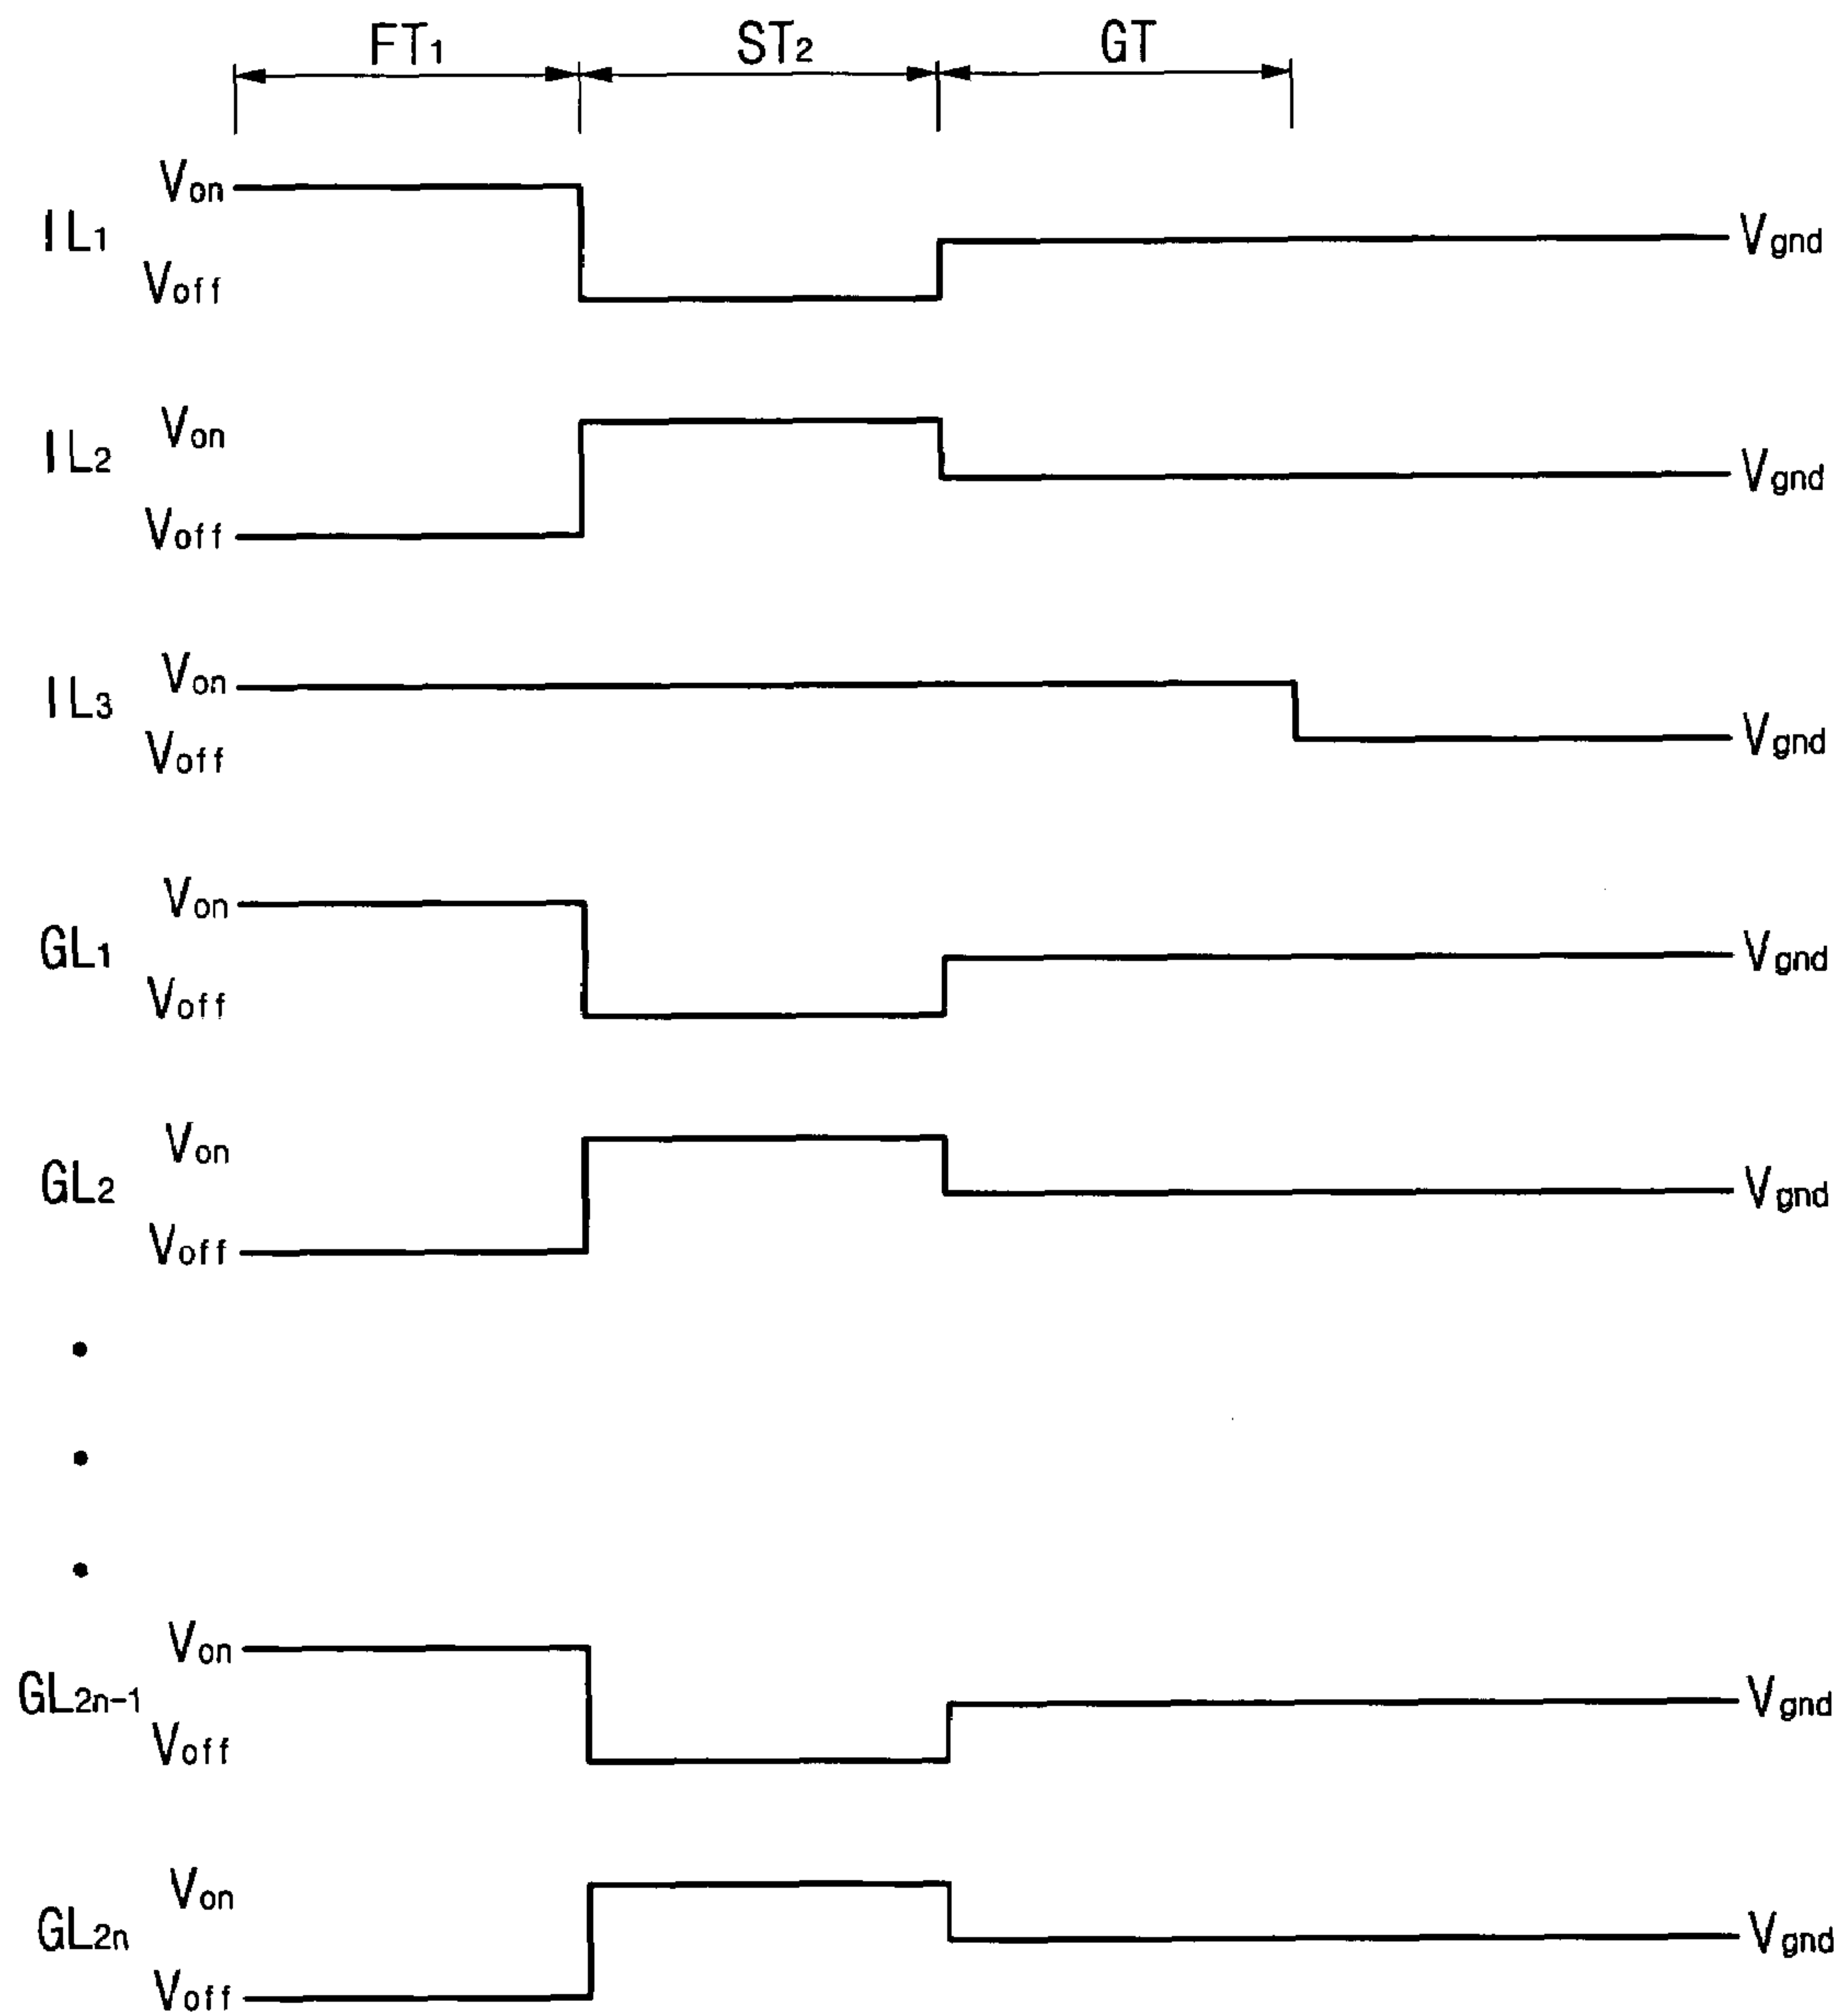 FT1 ST2 GT
Von
IL1 Vgnd
Voff
Von
IL2 Vgnd
Voff
Von
IL3 Vgnd
Voff
Von
GL1 Vgnd
Voff
Von
GL2 Vgnd
Voff
Von
GL2n-1 Vgnd
Voff
Von
GL2n Vgnd
Voff